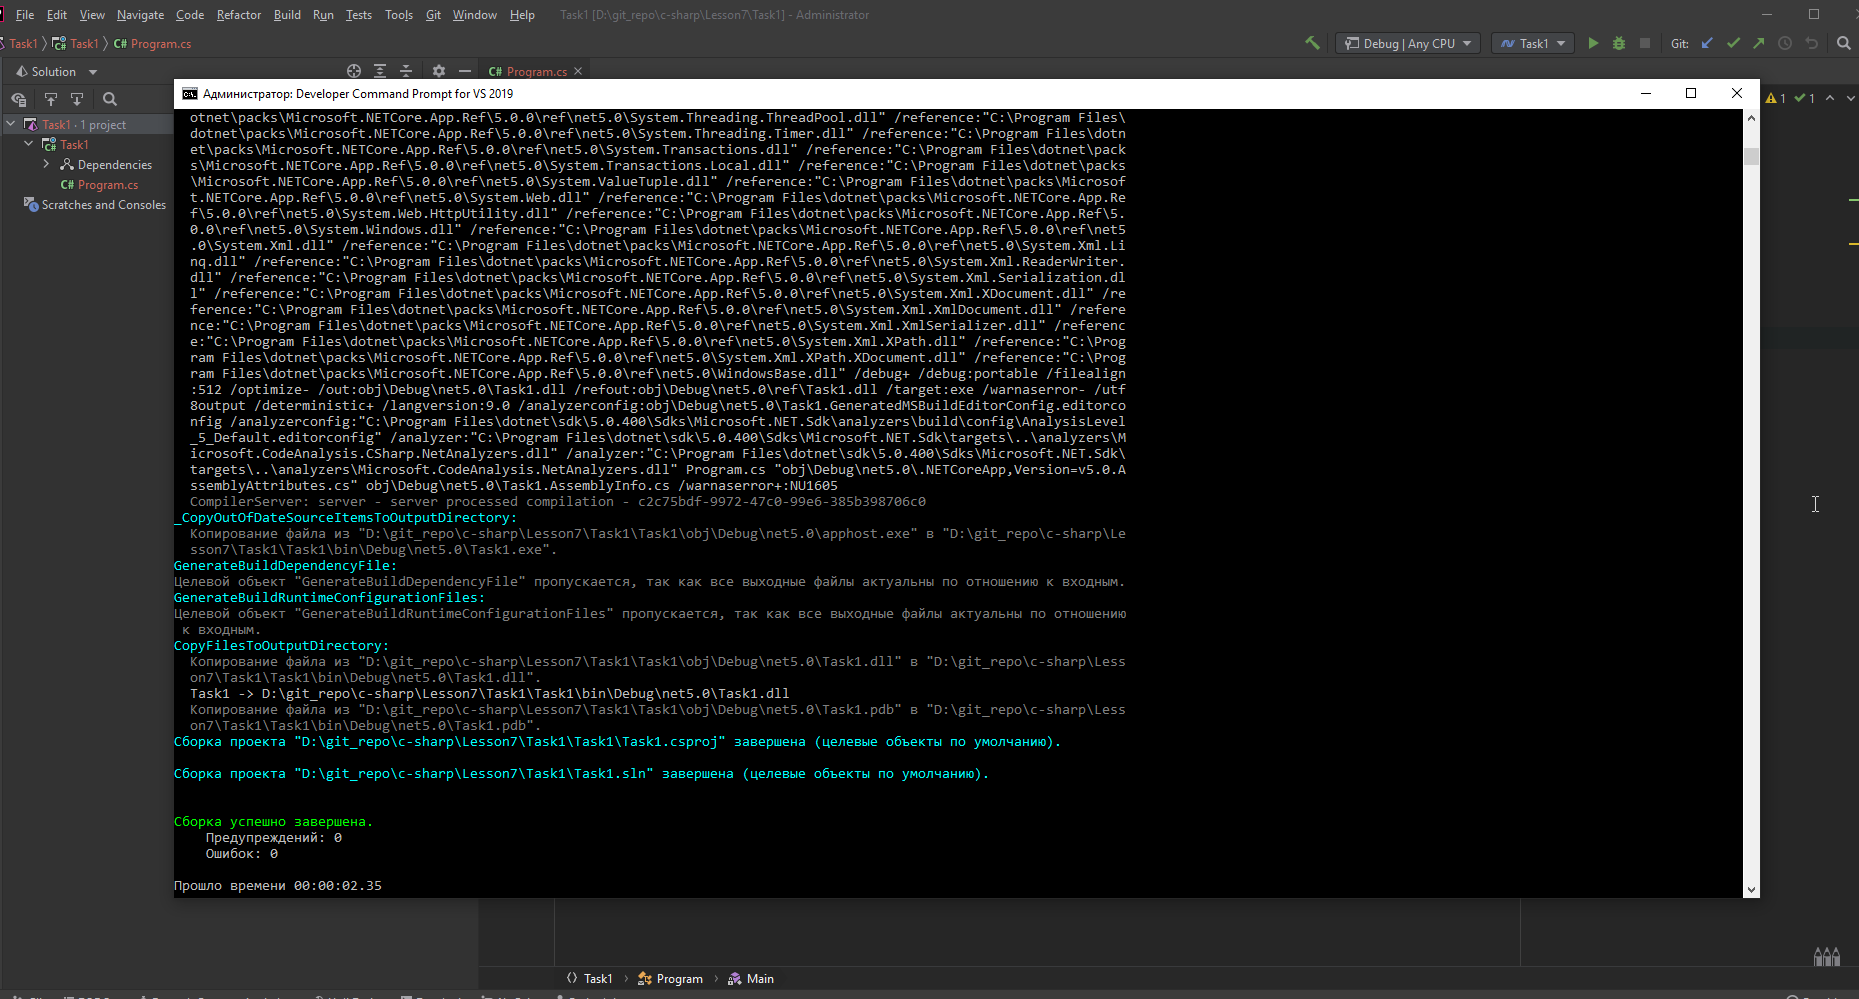 File Edit View Navigate Code Refactor Build Run Tests Tools Git Window Help Task1 [D:\git_repo\c-sharp\Lesson7\Task1] - Administrator
Task1 Task1 C# Program.cs Debug | Any CPU Task1 Git:
Solution C# Program.cs
Администратор: Developer Command Prompt for VS 2019
1 1
Task1 · 1 project
Task1
Dependencies
C# Program.cs
Scratches and Consoles
otnet\packs\Microsoft.NETCore.App.Ref\5.0.0\ref\net5.0\System.Threading.ThreadPool.dll" /reference:"C:\Program Files\
dotnet\packs\Microsoft.NETCore.App.Ref\5.0.0\ref\net5.0\System.Threading.Timer.dll" /reference:"C:\Program Files\dotn
et\packs\Microsoft.NETCore.App.Ref\5.0.0\ref\net5.0\System.Transactions.dll" /reference:"C:\Program Files\dotnet\pack
s\Microsoft.NETCore.App.Ref\5.0.0\ref\net5.0\System.Transactions.Local.dll" /reference:"C:\Program Files\dotnet\packs
\Microsoft.NETCore.App.Ref\5.0.0\ref\net5.0\System.ValueTuple.dll" /reference:"C:\Program Files\dotnet\packs\Microsof
t.NETCore.App.Ref\5.0.0\ref\net5.0\System.Web.dll" /reference:"C:\Program Files\dotnet\packs\Microsoft.NETCore.App.Re
f\5.0.0\ref\net5.0\System.Web.HttpUtility.dll" /reference:"C:\Program Files\dotnet\packs\Microsoft.NETCore.App.Ref\5.
0.0\ref\net5.0\System.Windows.dll" /reference:"C:\Program Files\dotnet\packs\Microsoft.NETCore.App.Ref\5.0.0\ref\net5
.0\System.Xml.dll" /reference:"C:\Program Files\dotnet\packs\Microsoft.NETCore.App.Ref\5.0.0\ref\net5.0\System.Xml.Li
nq.dll" /reference:"C:\Program Files\dotnet\packs\Microsoft.NETCore.App.Ref\5.0.0\ref\net5.0\System.Xml.ReaderWriter.
dll" /reference:"C:\Program Files\dotnet\packs\Microsoft.NETCore.App.Ref\5.0.0\ref\net5.0\System.Xml.Serialization.dl
l" /reference:"C:\Program Files\dotnet\packs\Microsoft.NETCore.App.Ref\5.0.0\ref\net5.0\System.Xml.XDocument.dll" /re
ference:"C:\Program Files\dotnet\packs\Microsoft.NETCore.App.Ref\5.0.0\ref\net5.0\System.Xml.XmlDocument.dll" /refere
nce:"C:\Program Files\dotnet\packs\Microsoft.NETCore.App.Ref\5.0.0\ref\net5.0\System.Xml.XmlSerializer.dll" /referenc
e:"C:\Program Files\dotnet\packs\Microsoft.NETCore.App.Ref\5.0.0\ref\net5.0\System.Xml.XPath.dll" /reference:"C:\Prog
ram Files\dotnet\packs\Microsoft.NETCore.App.Ref\5.0.0\ref\net5.0\System.Xml.XPath.XDocument.dll" /reference:"C:\Prog
ram Files\dotnet\packs\Microsoft.NETCore.App.Ref\5.0.0\ref\net5.0\WindowsBase.dll" /debug+ /debug:portable /filealign
:512 /optimize- /out:obj\Debug\net5.0\Task1.dll /refout:obj\Debug\net5.0\ref\Task1.dll /target:exe /warnaserror- /utf
8output /deterministic+ /langversion:9.0 /analyzerconfig:obj\Debug\net5.0\Task1.GeneratedMSBuildEditorConfig.editorco
nfig /analyzerconfig:"C:\Program Files\dotnet\sdk\5.0.400\Sdks\Microsoft.NET.Sdk\analyzers\build\config\AnalysisLevel
_5_Default.editorconfig" /analyzer:"C:\Program Files\dotnet\sdk\5.0.400\Sdks\Microsoft.NET.Sdk\targets\..\analyzers\M
icrosoft.CodeAnalysis.CSharp.NetAnalyzers.dll" /analyzer:"C:\Program Files\dotnet\sdk\5.0.400\Sdks\Microsoft.NET.Sdk\
targets\..\analyzers\Microsoft.CodeAnalysis.NetAnalyzers.dll" Program.cs "obj\Debug\net5.0\.NETCoreApp,Version=v5.0.A
ssemblyAttributes.cs" obj\Debug\net5.0\Task1.AssemblyInfo.cs /warnaserror+:NU1605
CompilerServer: server - server processed compilation - c2c75bdf-9972-47c0-99e6-385b398706c0
_CopyOutOfDateSourceItemsToOutputDirectory:
Копирование файла из "D:\git_repo\c-sharp\Lesson7\Task1\Task1\obj\Debug\net5.0\apphost.exe" в "D:\git_repo\c-sharp\Le
sson7\Task1\Task1\bin\Debug\net5.0\Task1.exe".
GenerateBuildDependencyFile:
Целевой объект "GenerateBuildDependencyFile" пропускается, так как все выходные файлы актуальны по отношению к входным.
GenerateBuildRuntimeConfigurationFiles:
Целевой объект "GenerateBuildRuntimeConfigurationFiles" пропускается, так как все выходные файлы актуальны по отношению
к входным.
CopyFilesToOutputDirectory:
Копирование файла из "D:\git_repo\c-sharp\Lesson7\Task1\Task1\obj\Debug\net5.0\Task1.dll" в "D:\git_repo\c-sharp\Less
on7\Task1\Task1\bin\Debug\net5.0\Task1.dll".
Task1 -> D:\git_repo\c-sharp\Lesson7\Task1\Task1\bin\Debug\net5.0\Task1.dll
Копирование файла из "D:\git_repo\c-sharp\Lesson7\Task1\Task1\obj\Debug\net5.0\Task1.pdb" в "D:\git_repo\c-sharp\Less
on7\Task1\Task1\bin\Debug\net5.0\Task1.pdb".
Сборка проекта "D:\git_repo\c-sharp\Lesson7\Task1\Task1\Task1.csproj" завершена (целевые объекты по умолчанию).
Сборка проекта "D:\git_repo\c-sharp\Lesson7\Task1\Task1.sln" завершена (целевые объекты по умолчанию).
Сборка успешно завершена.
Предупреждений: 0
Ошибок: 0
Прошло времени 00:00:02.35
Task1 Program Main